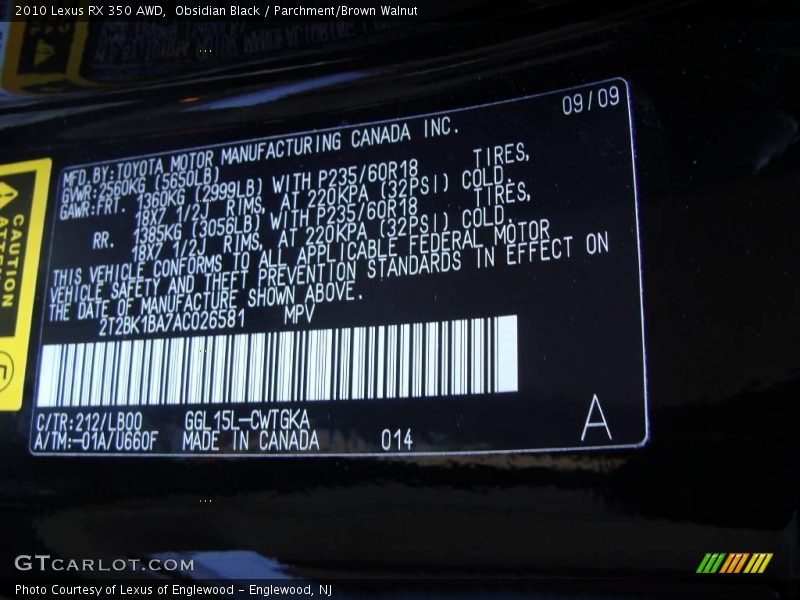 2010 Lexus RX 350 AWD,  Obsidian Black / Parchment/Brown Walnut
09/09
MFD.BY:TOYOTA MOTOR MANUFACTURING CANADA INC.
GVWR:2560KG (5650LB)
GAWR:FRT. 1360KG (2999LB) WITH P235/60R18 TIRES,
18X7 1/2J RIMS, AT 220KPA (32PSI) COLD.
RR. 1385KG (3056LB) WITH P235/60R18 TIRES,
18X7 1/2J RIMS, AT 220KPA (32PSI) COLD.
THIS VEHICLE CONFORMS TO ALL APPLICABLE FEDERAL MOTOR
VEHICLE SAFETY AND THEFT PREVENTION STANDARDS IN EFFECT ON
THE DATE OF MANUFACTURE SHOWN ABOVE.
2T2BK1BA7AC026581 MPV
C/TR:212/LB00 GGL15L-CWTGKA
A/TM:-01A/U660F MADE IN CANADA 014
A
CAUTION
GTCARLOT.COM
Photo Courtesy of Lexus of Englewood - Englewood, NJ